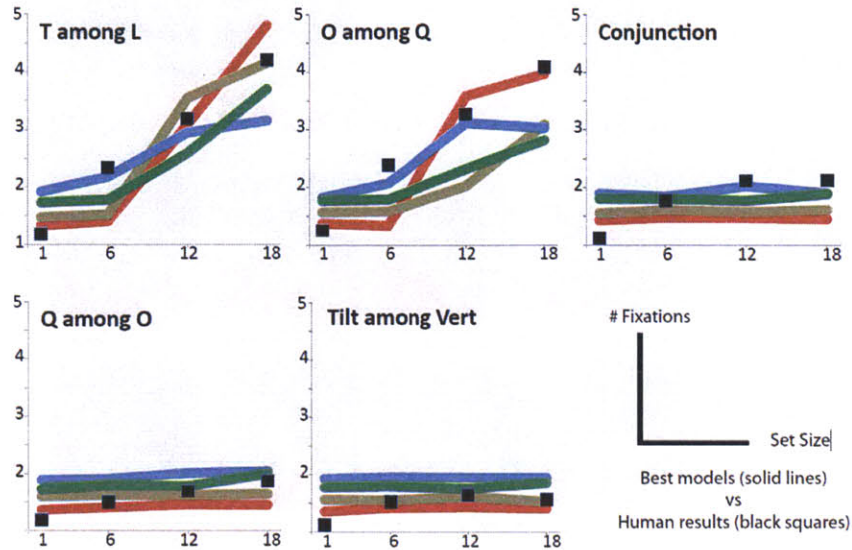 T among L
5
4
3
2
1
1 6 12 18
O among Q
5
4
3
2
1
1 6 12 18
Conjunction
5
4
3
2
1
1 6 12 18
Q among O
5
4
3
2
1 6 12 18
Tilt among Vert
5
4
3
2
1 6 12 18
# Fixations
Set Size
Best models (solid lines)
vs
Human results (black squares)